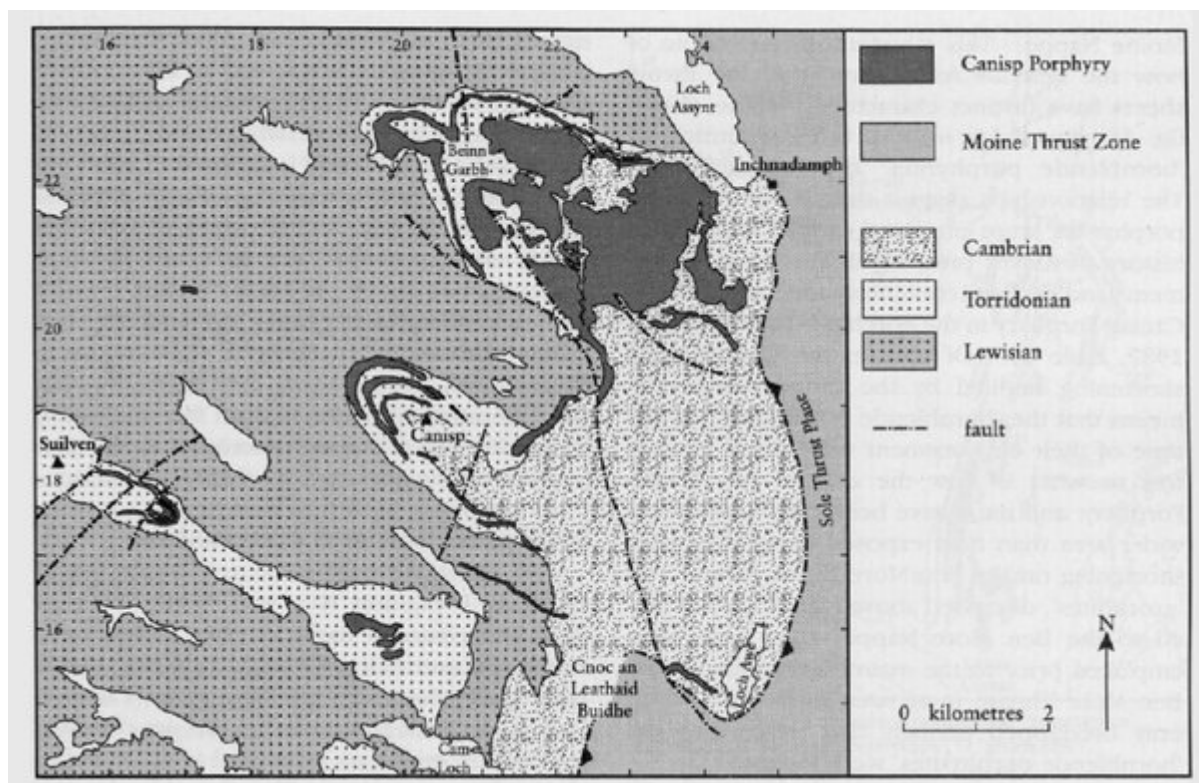 16
20
22
24
Loch
Assynt
Beinn
Garbh
Inchnadamph
22
20
Suilven
Canisp
18
Sole Thrust Plane
16
Cnoc an
Leathaid
Buidhe
Loch Awe
Cam
Loch
Canisp Porphyry
Moine Thrust Zone
Cambrian
Torridonian
Lewisian
fault
N
0 kilometres 2